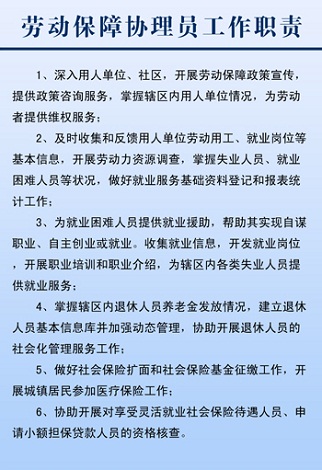 劳动保障协理员工作职责
1、深入用人单位、社区，开展劳动保障政策宣传，
提供政策咨询服务，掌握辖区内用人单位情况，为劳动
者提供维权服务；
2、及时收集和反馈用人单位劳动用工、就业岗位等
基本信息，开展劳动力资源调查，掌握失业人员、就业
困难人员等状况，做好就业服务基础资料登记和报表统
计工作；
3、为就业困难人员提供就业援助，帮助其实现自谋
职业、自主创业或就业。收集就业信息，开发就业岗位
，开展职业培训和职业介绍，为辖区内各类失业人员提
供就业服务；
4、掌握辖区内退休人员养老金发放情况，建立退休
人员基本信息库并加强动态管理，协助开展退休人员的
社会化管理服务工作；
5、做好社会保险扩面和社会保险基金征缴工作，开
展城镇居民参加医疗保险工作；
6、协助开展对享受灵活就业社会保险待遇人员、申
请小额担保贷款人员的资格核查。